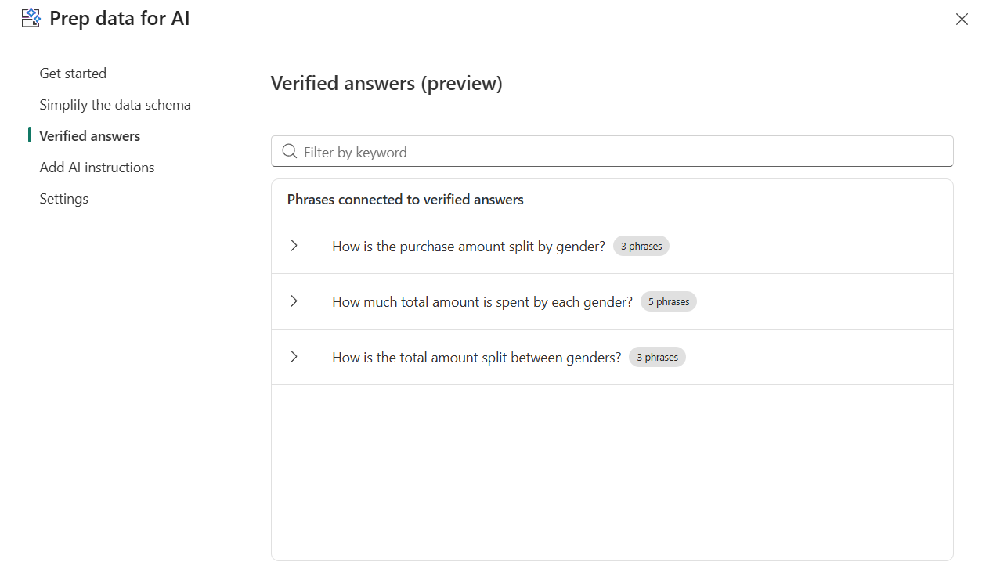 Prep data for AI
Get started
Simplify the data schema
Verified answers
Add AI instructions
Settings
Verified answers (preview)
Filter by keyword
Phrases connected to verified answers
How is the purchase amount split by gender? 3 phrases
How much total amount is spent by each gender? 5 phrases
How is the total amount split between genders? 3 phrases